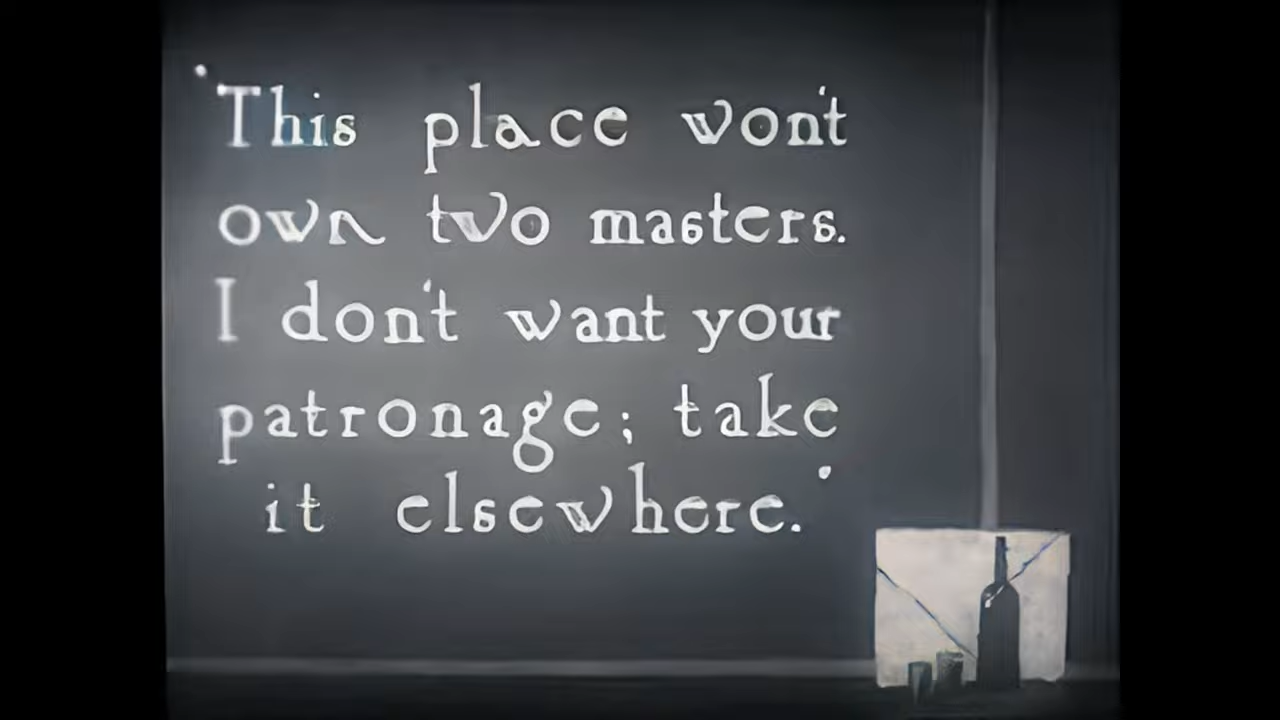 'This place won't
own two masters.
I don't want your
patronage; take
it elsewhere.'